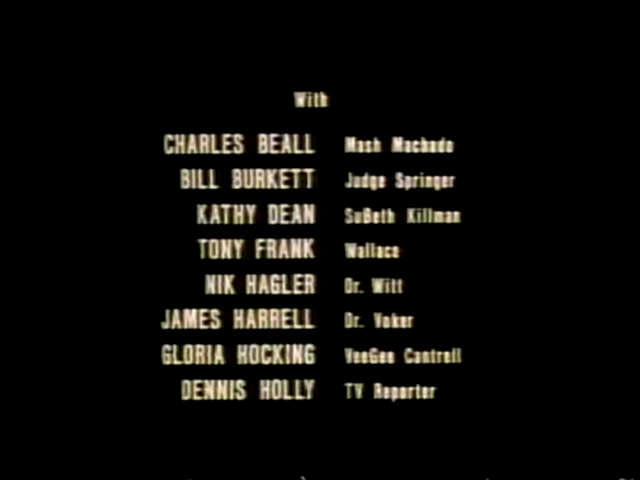 With
CHARLES BEALL Mash Machado
BILL BURKETT Judge Springer
KATHY DEAN SuBeth Killman
TONY FRANK Wallace
NIK HAGLER Dr. Witt
JAMES HARRELL Dr. Voker
GLORIA HOCKING VeeGee Cantrell
DENNIS HOLLY TV Reporter